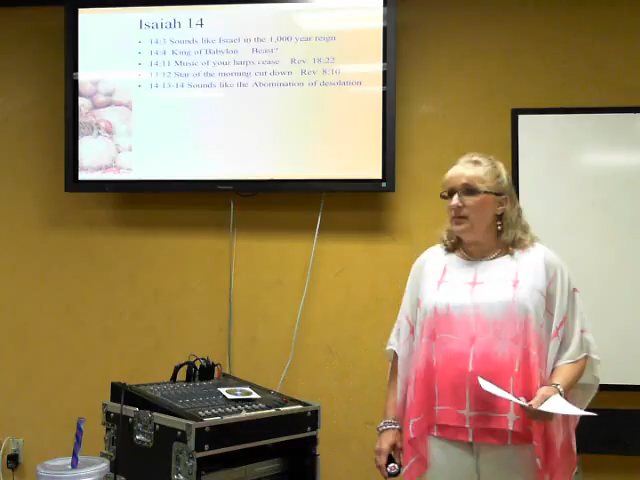 Isaiah 14
- 14:3 Sounds like Israel in the 1,000 year reign
- 14:4 King of Babylon Beast?
- 14:11 Music of your harps cease Rev. 18:22
- 14:12 Star of the morning cut down Rev. 8:10
- 14:13-14 Sounds like the Abomination of desolation